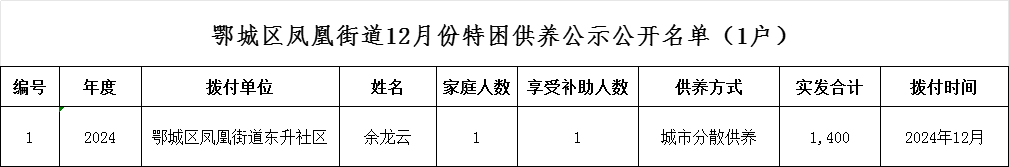 鄂城区凤凰街道12月份特困供养公示公开名单（1户）
编号 年度 拨付单位 姓名 家庭人数 享受补助人数 供养方式 实发合计 拨付时间
1 2024 鄂城区凤凰街道东升社区 余龙云 1 1 城市分散供养 1,400 2024年12月